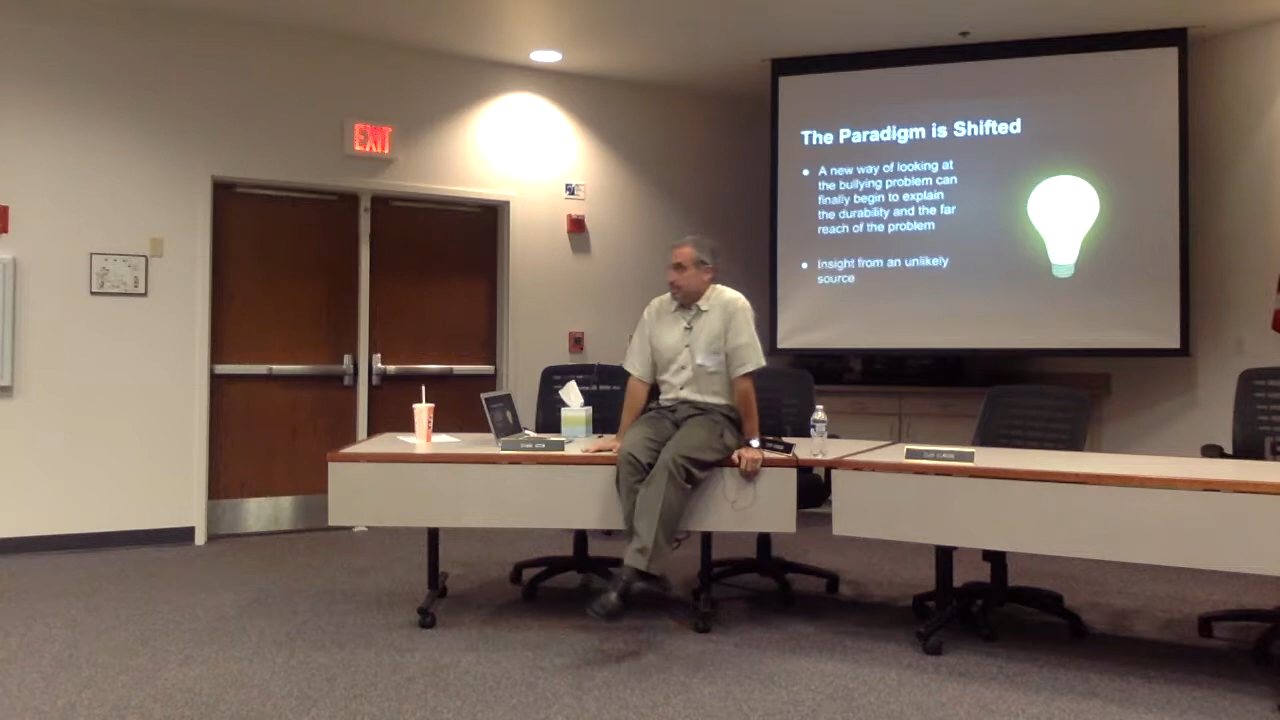 EXIT
The Paradigm is Shifted
● A new way of looking at
the bullying problem can
finally begin to explain
the durability and the far
reach of the problem
● Insight from an unlikely
source